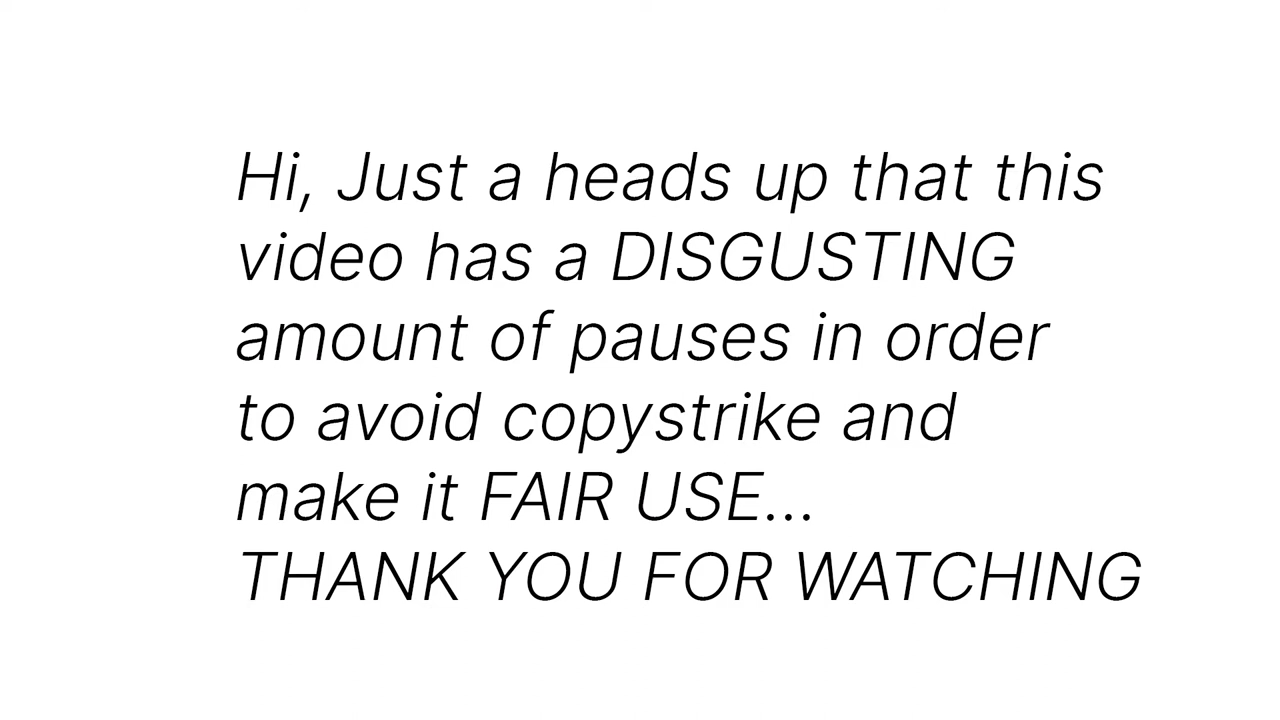 Hi, Just a heads up that this
video has a DISGUSTING
amount of pauses in order
to avoid copystrike and
make it FAIR USE...
THANK YOU FOR WATCHING